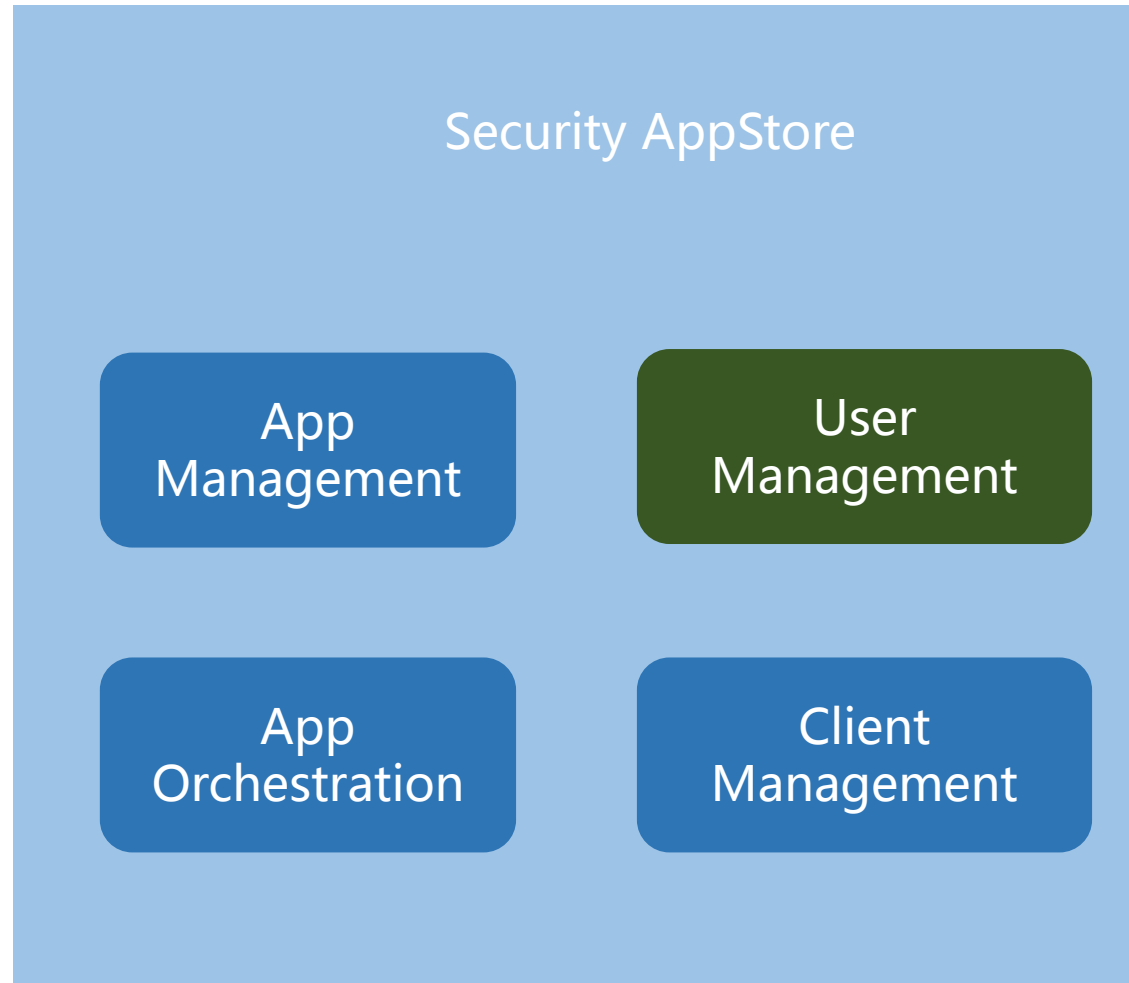 Security AppStore
App
Management
User
Management
App
Orchestration
Client
Management